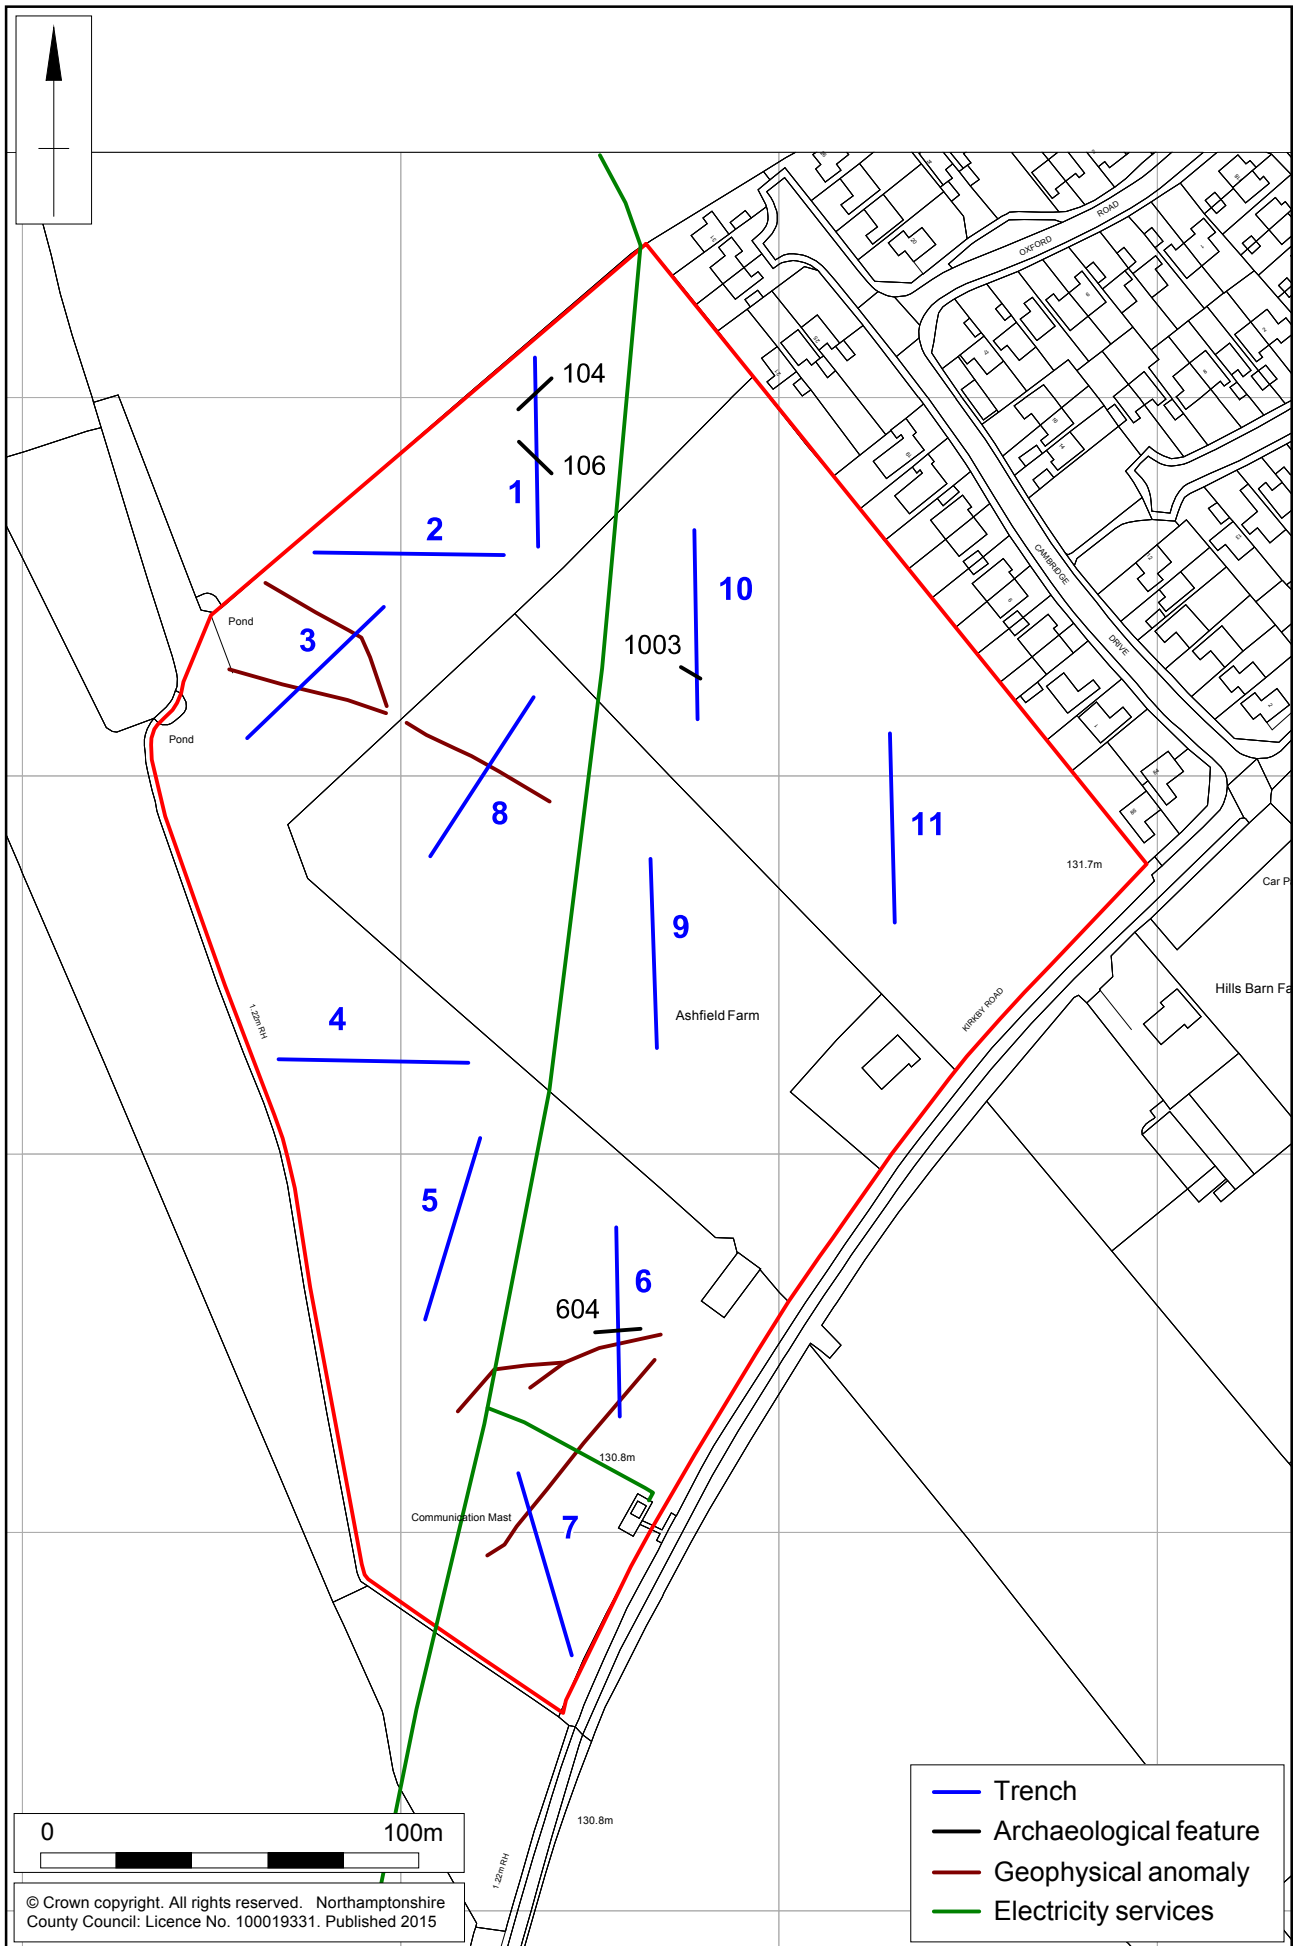 OXFORD
ROAD
104
106
1
2
10
CAMBRIDGE
DRIVE
Pond
3
1003
Pond
8
11
131.7m
Car P
9
Hills Barn Fa
KIRKBY ROAD
Ashfield Farm
4
1.22m RH
5
6
604
130.8m
Communication Mast
7
130.8m
1.22m RH
0
100m
© Crown copyright. All rights reserved. Northamptonshire
County Council: Licence No. 100019331. Published 2015
Trench
Archaeological feature
Geophysical anomaly
Electricity services